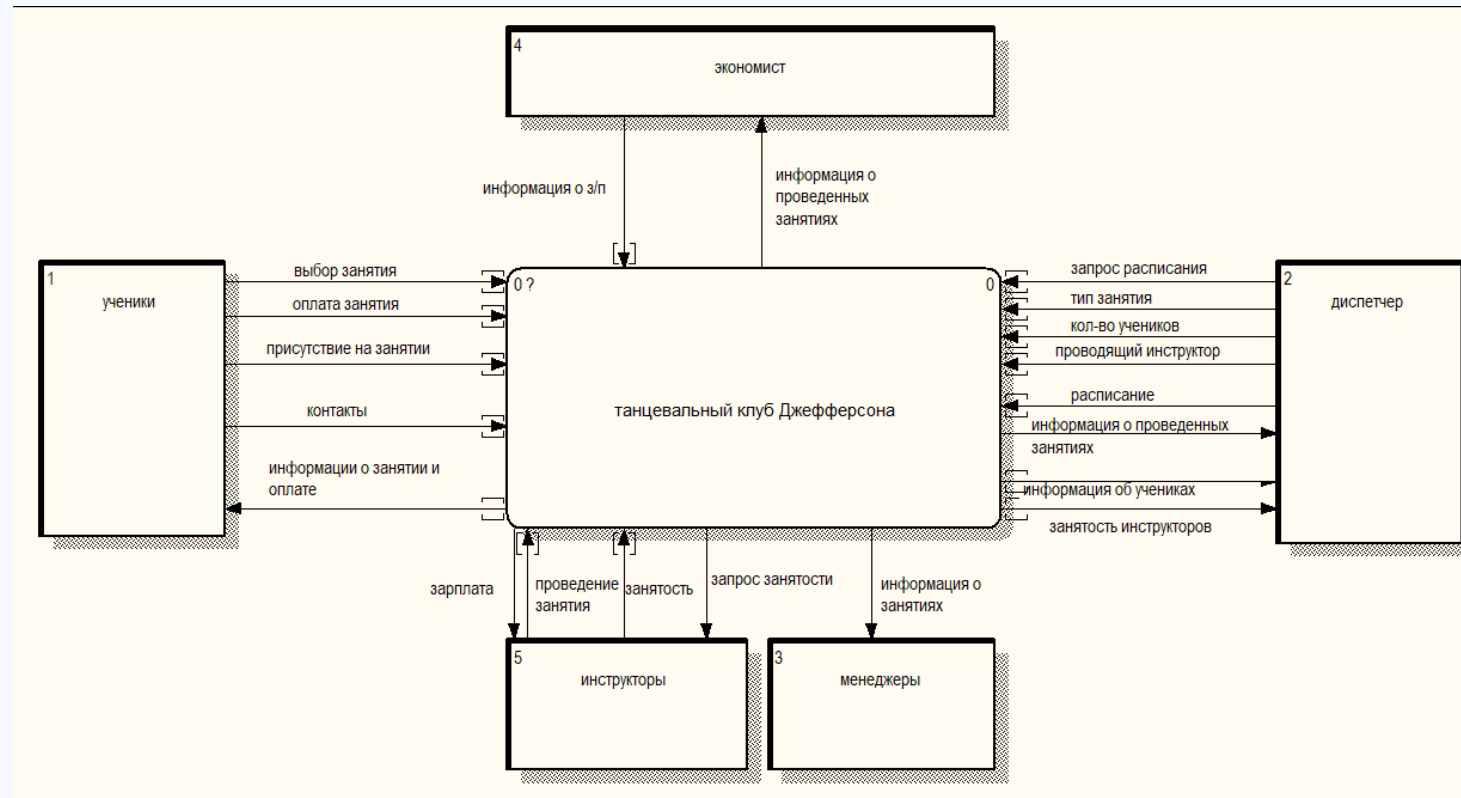 4
экономист
информация о з/п
информация о
проведенных
занятиях
1
ученики
выбор занятия
оплата занятия
присутствие на занятии
контакты
информации о занятии и
оплате
0 ?
0
танцевальный клуб Джефферсона
запрос расписания
тип занятия
кол-во учеников
проводящий инструктор
расписание
информация о проведенных
занятиях
информация об учениках
занятость инструкторов
2
диспетчер
зарплата
проведение
занятия
занятость
запрос занятости
информация о
занятиях
5
инструкторы
3
менеджеры